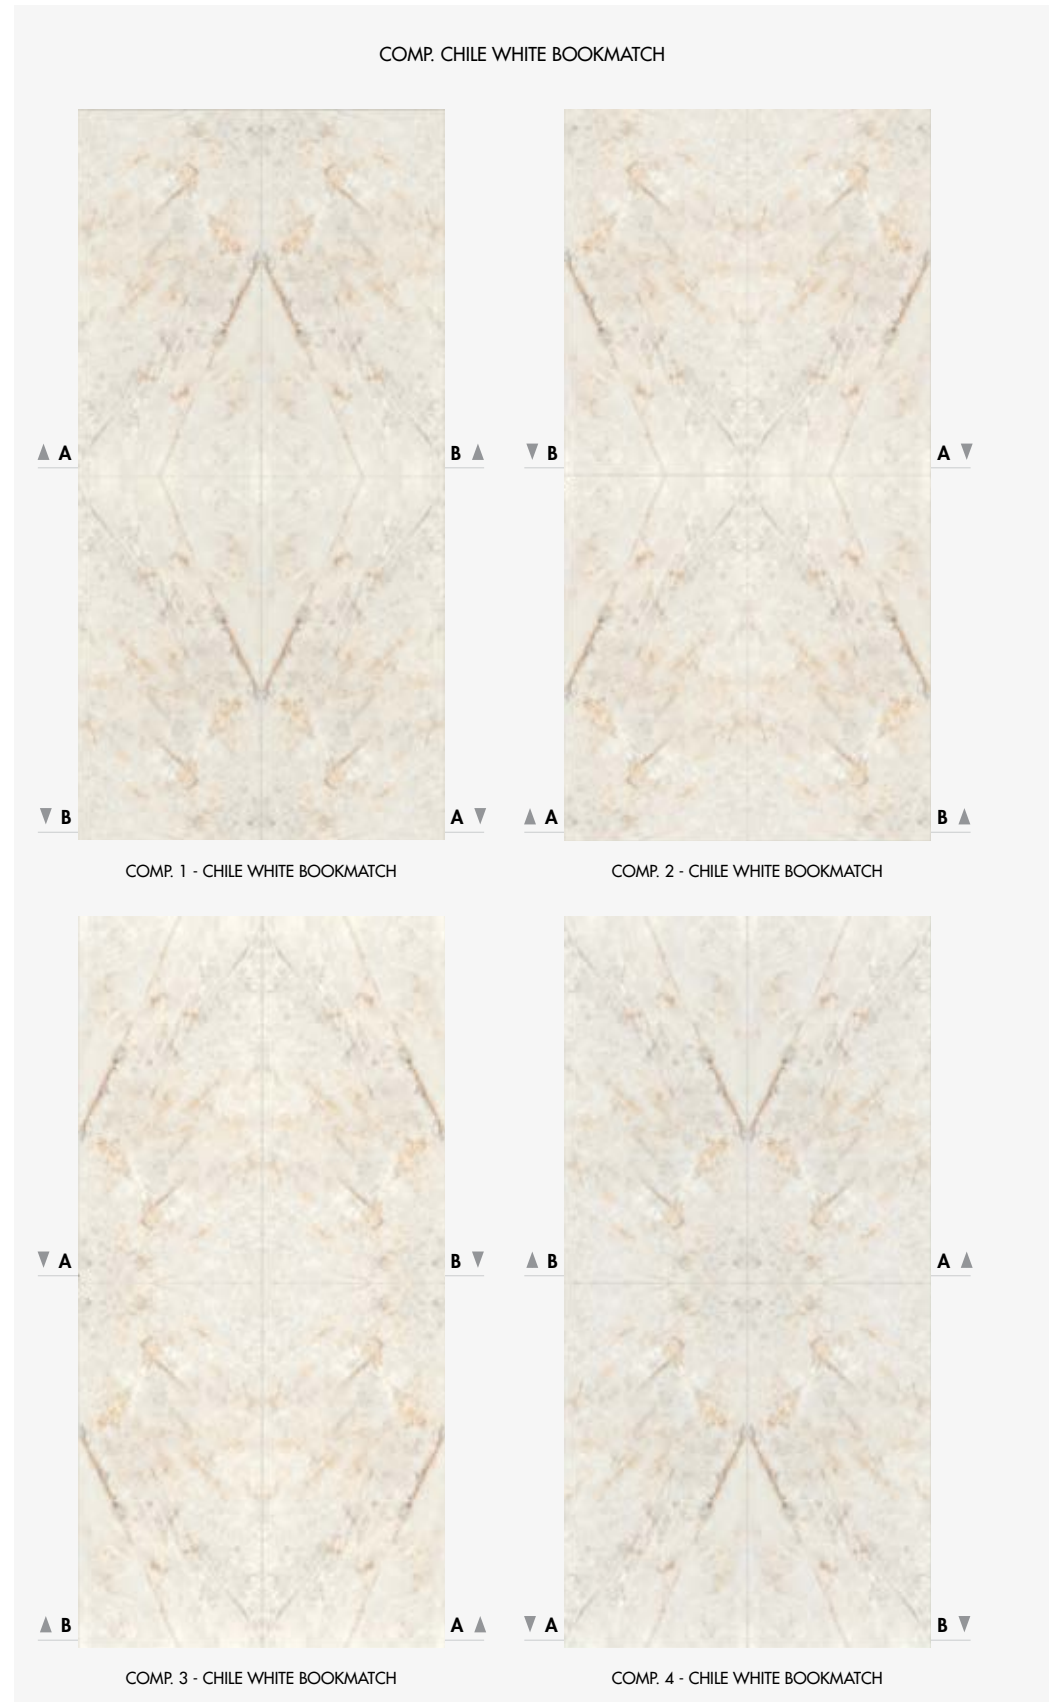 COMP. CHILE WHITE BOOKMATCH
▲ A B ▲
▼ B A ▼
▼ B A ▼
▲ A B ▲
COMP. 1 - CHILE WHITE BOOKMATCH
COMP. 2 - CHILE WHITE BOOKMATCH
▼ A B ▼
▲ B A ▲
▲ B A ▲
▼ A B ▼
COMP. 3 - CHILE WHITE BOOKMATCH
COMP. 4 - CHILE WHITE BOOKMATCH